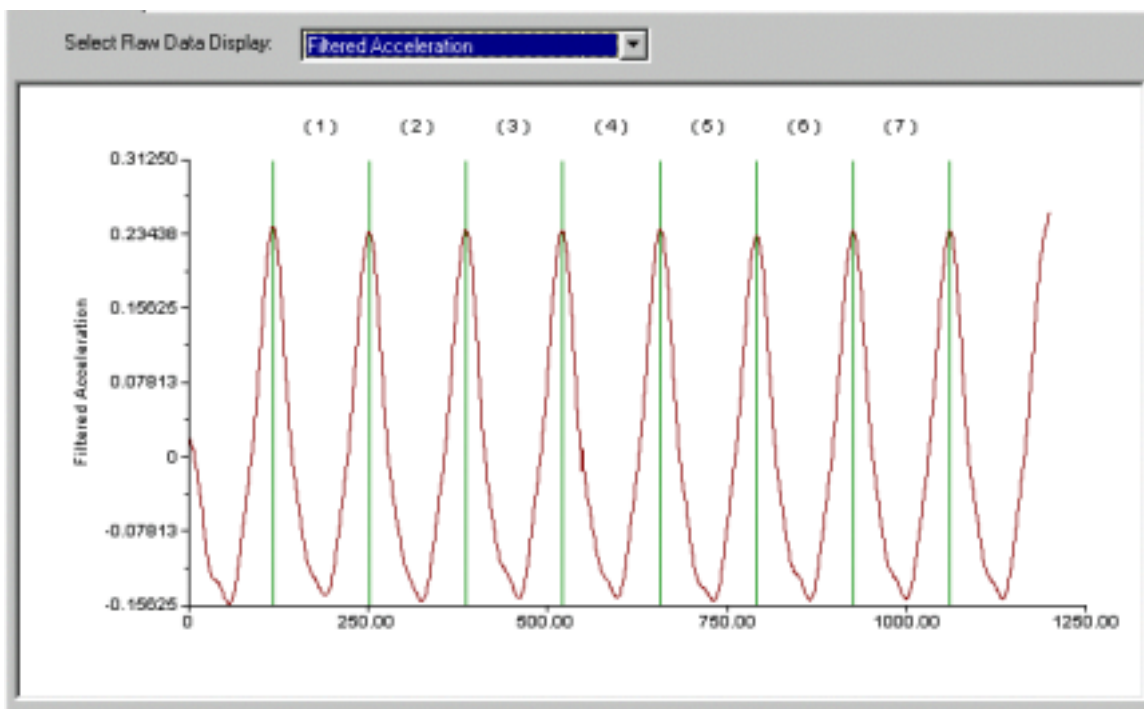 Select Raw Data Display: Filtered Acceleration
(1) (2) (3) (4) (5) (6) (7)
0.31250
0.23438
0.15625
0.07813
0
-0.07813
-0.15625
Filtered Acceleration
0 250.00 500.00 750.00 1000.00 1250.00